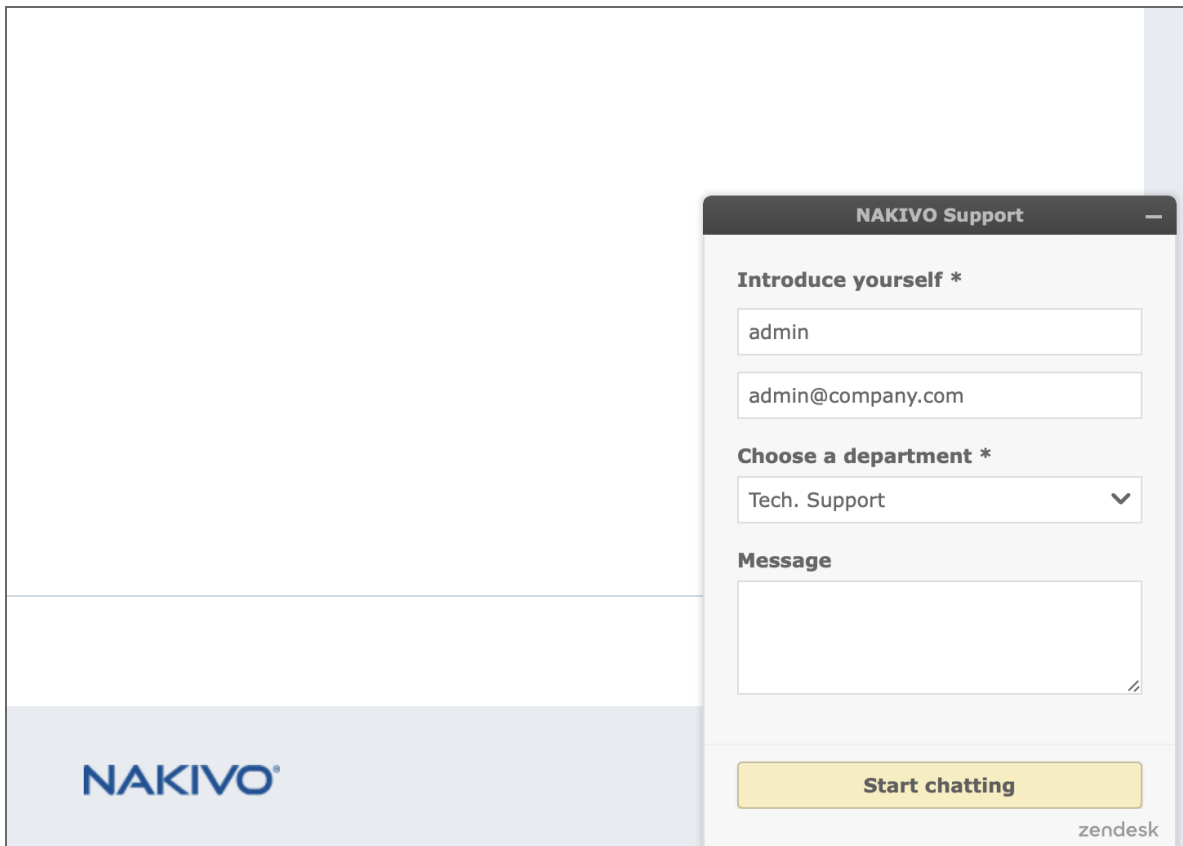 NAKIVO Support
Introduce yourself *
admin
admin@company.com
Choose a department *
Tech. Support
Message
NAKIVO®
Start chatting
zendesk